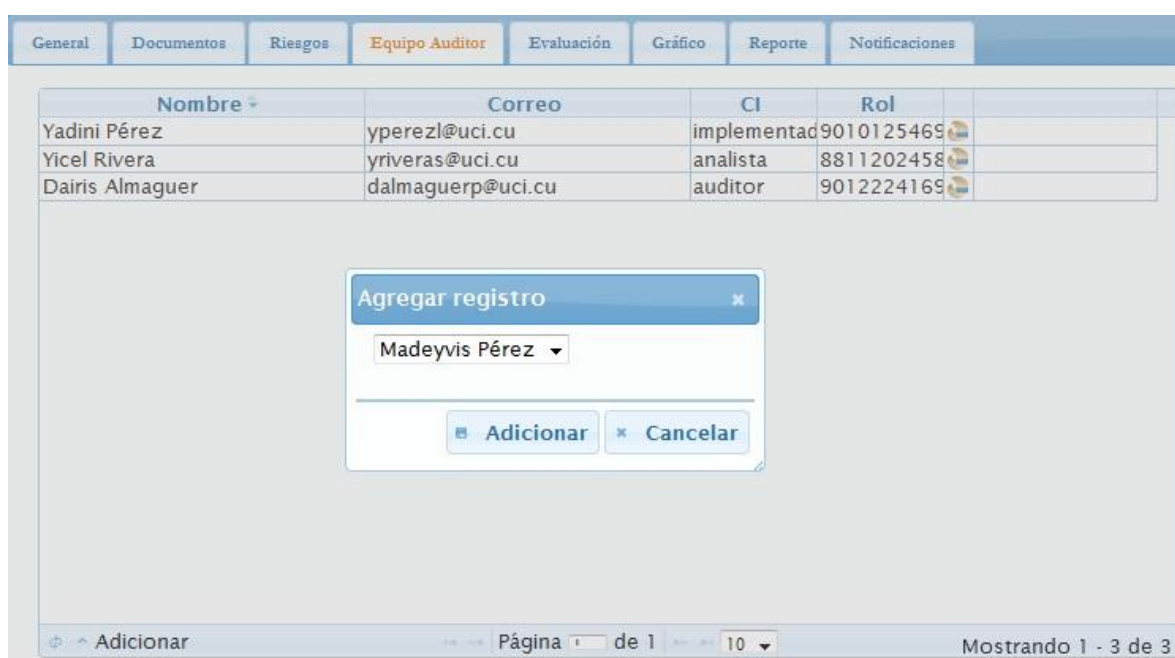 General Documentos Riesgos Equipo Auditor Evaluación Gráfico Reporte Notificaciones
Nombre Correo CI Rol
Yadini Pérez yperezl@uci.cu implementad 9010125469
Yicel Rivera yriveras@uci.cu analista 8811202458
Dairis Almaguer dalmaguerp@uci.cu auditor 9012224169
Agregar registro
Madeyvis Pérez
Adicionar Cancelar
Adicionar Página 1 de 1 10 Mostrando 1 - 3 de 3